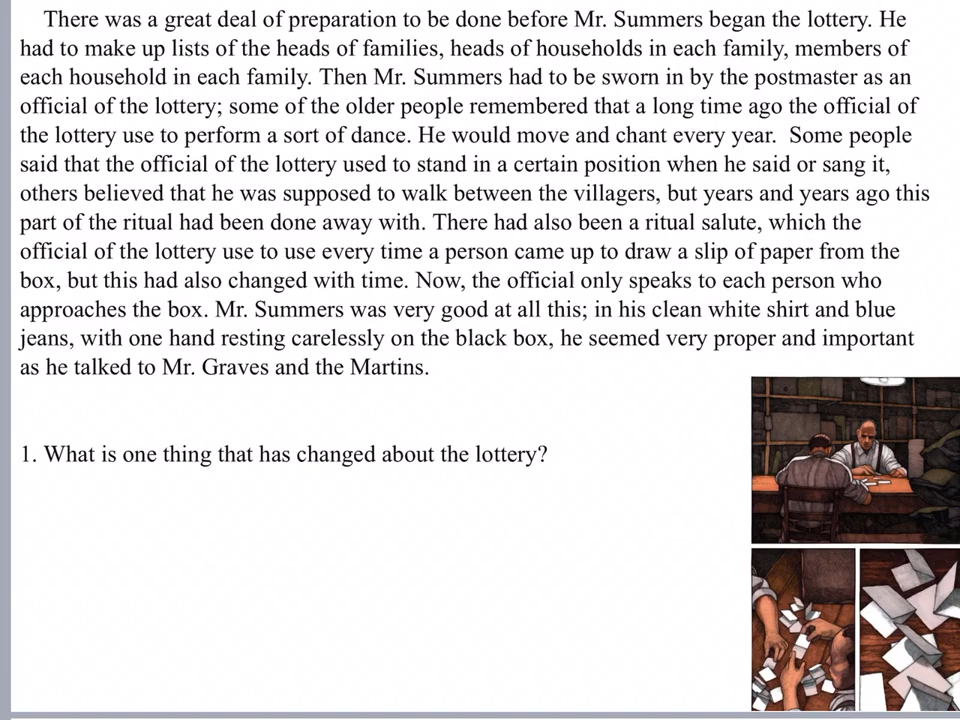 There was a great deal of preparation to be done before Mr. Summers began the lottery. He
had to make up lists of the heads of families, heads of households in each family, members of
each household in each family. Then Mr. Summers had to be sworn in by the postmaster as an
official of the lottery; some of the older people remembered that a long time ago the official of
the lottery use to perform a sort of dance. He would move and chant every year.  Some people
said that the official of the lottery used to stand in a certain position when he said or sang it,
others believed that he was supposed to walk between the villagers, but years and years ago this
part of the ritual had been done away with. There had also been a ritual salute, which the
official of the lottery use to use every time a person came up to draw a slip of paper from the
box, but this had also changed with time. Now, the official only speaks to each person who
approaches the box. Mr. Summers was very good at all this; in his clean white shirt and blue
jeans, with one hand resting carelessly on the black box, he seemed very proper and important
as he talked to Mr. Graves and the Martins.
1. What is one thing that has changed about the lottery?